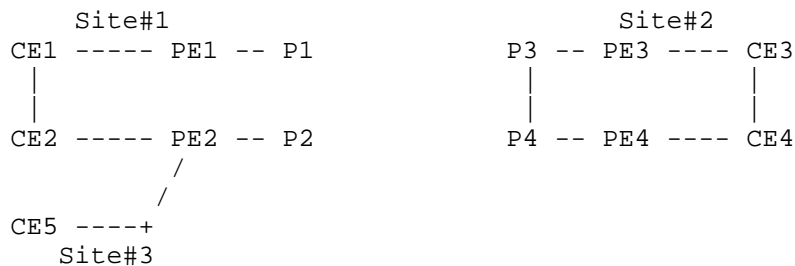 Site#1 Site#2
CE1 ----- PE1 -- P1 P3 -- PE3 ---- CE3
| | |
| | |
CE2 ----- PE2 -- P2 P4 -- PE4 ---- CE4
/
/
CE5 ----+
Site#3